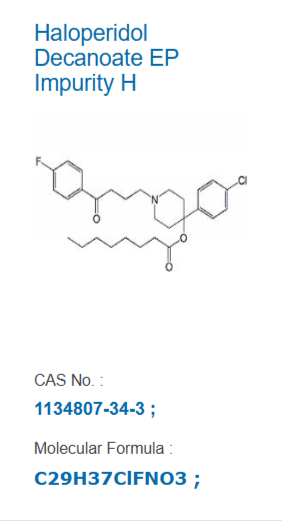 Haloperidol
Decanoate EP
Impurity H
F
N
Cl
O
O
O
CAS No. :
1134807-34-3 ;
Molecular Formula :
C29H37ClFNO3 ;